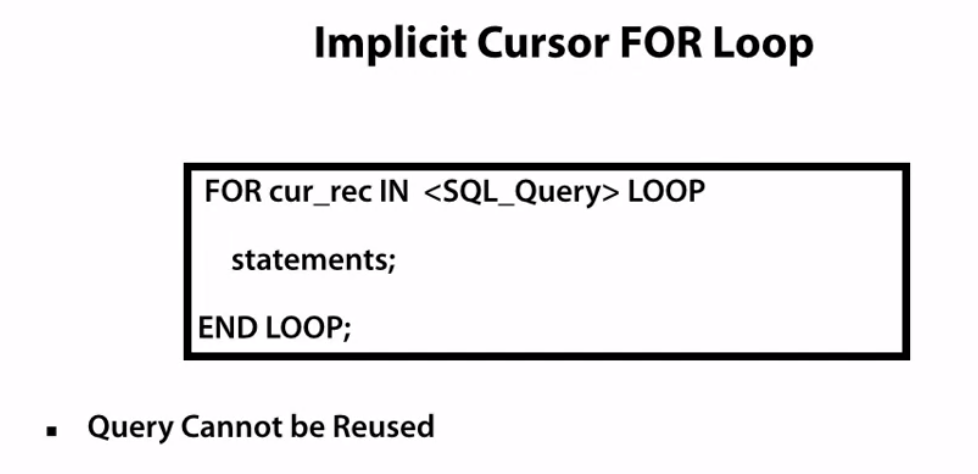 Implicit Cursor FOR Loop
FOR cur_rec IN <SQL_Query> LOOP
statements;
END LOOP;
▪ Query Cannot be Reused